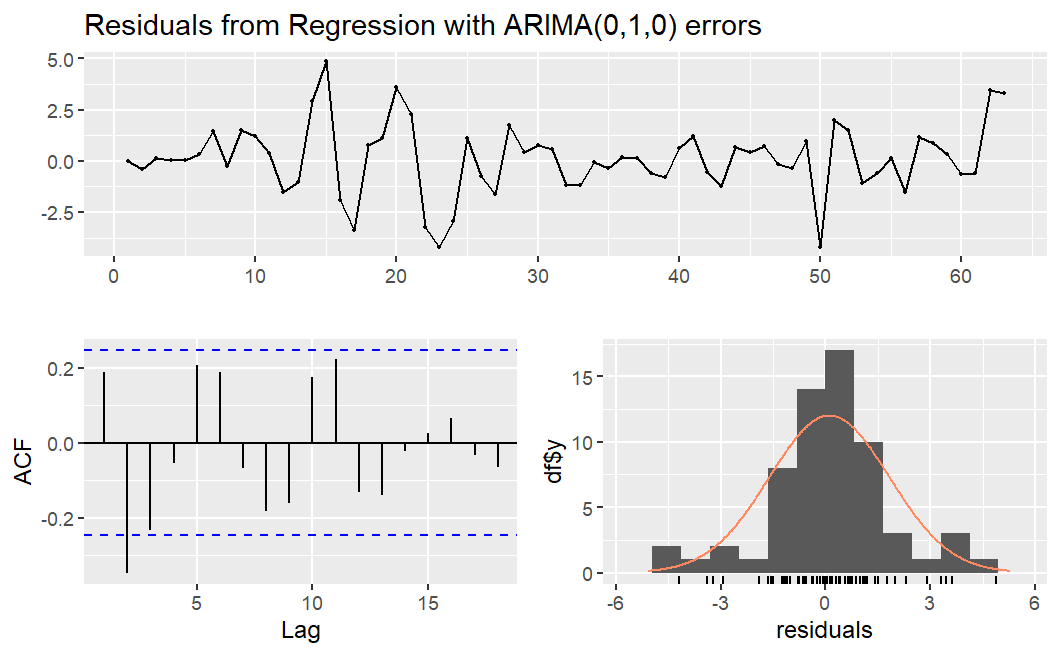 Residuals from Regression with ARIMA(0,1,0) errors
5.0
2.5
0.0
-2.5
0 10 20 30 40 50 60
0.2
0.0
-0.2
ACF
5 10 15
Lag
15
10
5
0
df$y
-6 -3 0 3 6
residuals